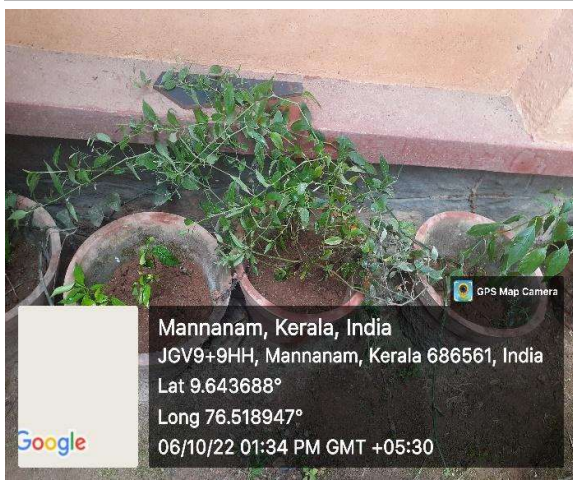 GPS Map Camera
Mannanam, Kerala, India
JGV9+9HH, Mannanam, Kerala 686561, India
Lat 9.643688°
Long 76.518947°
06/10/22 01:34 PM GMT +05:30
Google